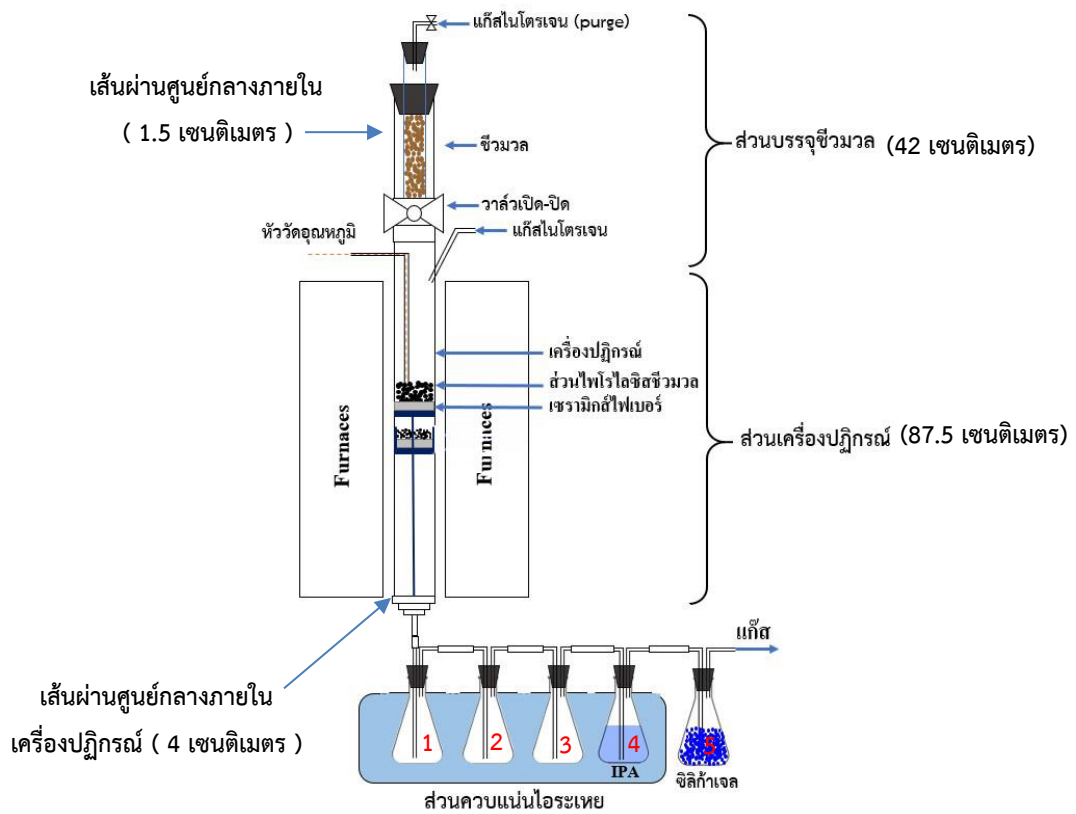 แก๊สไนโตรเจน (purge)
เส้นผ่านศูนย์กลางภายใน
( 1.5 เซนติเมตร )
ชีวมวล
ส่วนบรรจุชีวมวล (42 เซนติเมตร)
วาล์วเปิด-ปิด
แก๊สไนโตรเจน
หัววัดอุณหภูมิ
เครื่องปฏิกรณ์
ส่วนไพโรไลซิสชีวมวล
เซรามิกส์ไฟเบอร์
Furnaces
Furnaces
ส่วนเครื่องปฏิกรณ์ (87.5 เซนติเมตร)
แก๊ส
เส้นผ่านศูนย์กลางภายใน
เครื่องปฏิกรณ์ ( 4 เซนติเมตร )
1 2 3 4 5
IPA
ซิลิก้าเจล
ส่วนควบแน่นไอระเหย